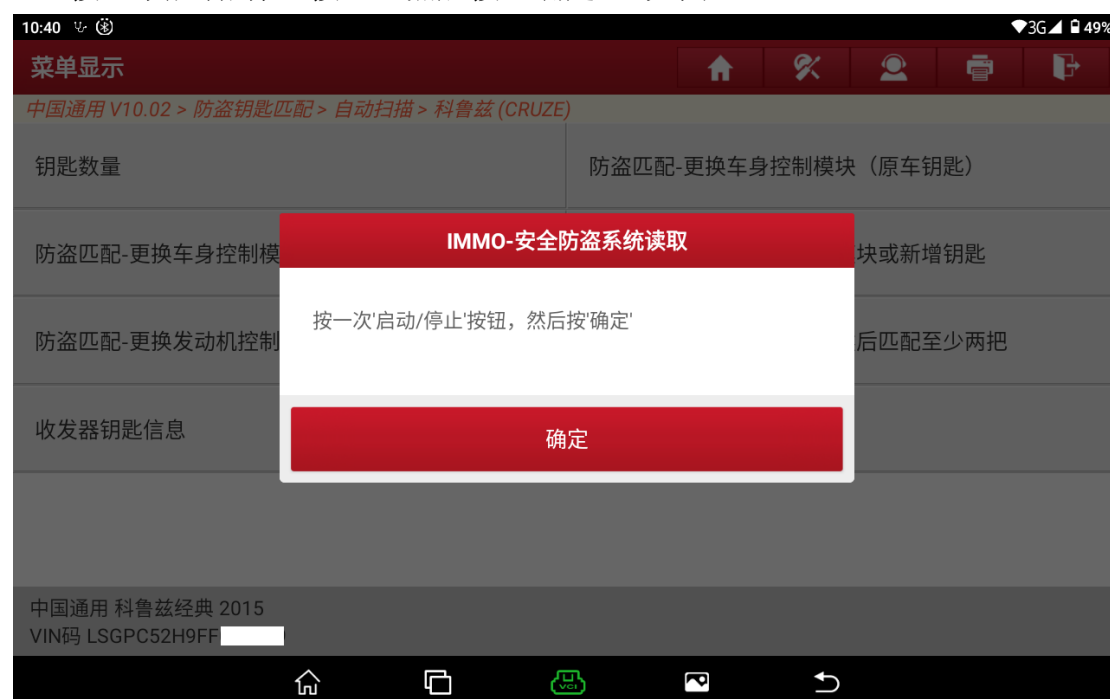 10:40 3G 49%
菜单显示
中国通用 V10.02 > 防盗钥匙匹配 > 自动扫描 > 科鲁兹 (CRUZE)
钥匙数量
防盗匹配-更换车身控制模块（原车钥匙）
防盗匹配-更换车身控制模
块或新增钥匙
防盗匹配-更换发动机控制
后匹配至少两把
收发器钥匙信息
IMMO-安全防盗系统读取
按一次'启动/停止'按钮，然后按'确定'
确定
中国通用 科鲁兹经典 2015
VIN码 LSGPC52H9FF
VCI